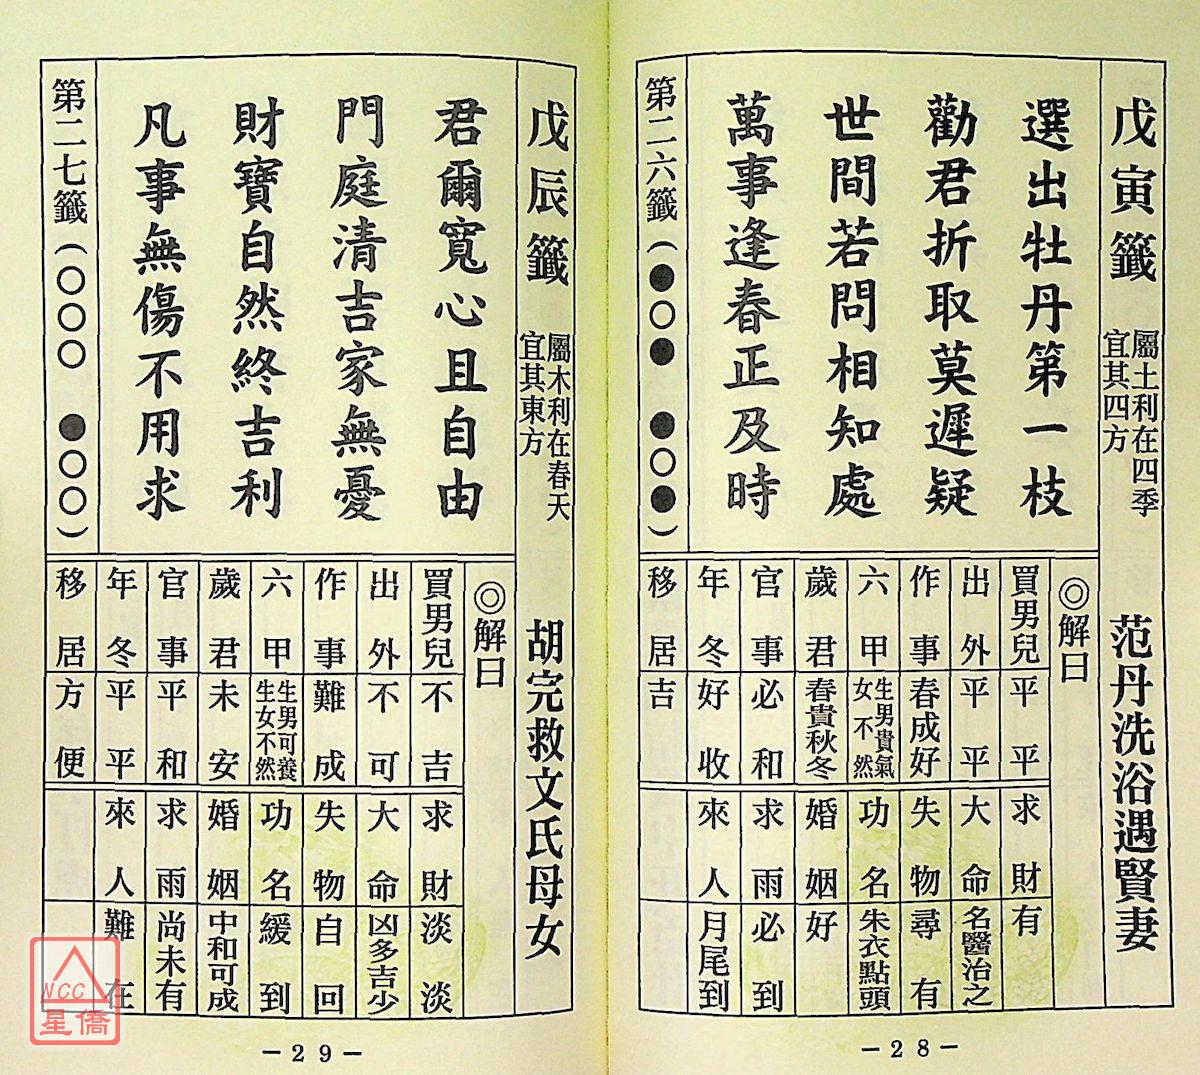 戊寅籤 屬土利在四季
宜其四方
范丹洗浴遇賢妻
選出牡丹第一枝
勸君折取莫遲疑
世間若問相知處
萬事逢春正及時
第二六籤(●○● ●○●)
◎解曰
買男兒 平平 求財 有
出外 平平 大命 名醫治之
作事 春成好 失物 尋有
六甲 生男貴氣
女不然 功名 朱衣點頭
歲君 春貴秋冬 婚姻 好
官事 必和 求雨 必到
年冬 好收 來人 月尾到
移居 吉
-28-
戊辰籤 屬木利在春天
宜其東方
胡完救文氏母女
君爾寬心且自由
門庭清吉家無憂
財寶自然終吉利
凡事無傷不用求
第二七籤(○○○ ●○○)
◎解曰
買男兒 不吉 求財 淡淡
出外 不可 大命 凶多吉少
作事 難成 失物 自回
六甲 生男可養
生女不然 功名 緩到
歲君 未安 婚姻 中和可成
官事 平和 求雨 尚未有
年冬 平平 來人 難在
移居 方便
-29-
NCC
星僑